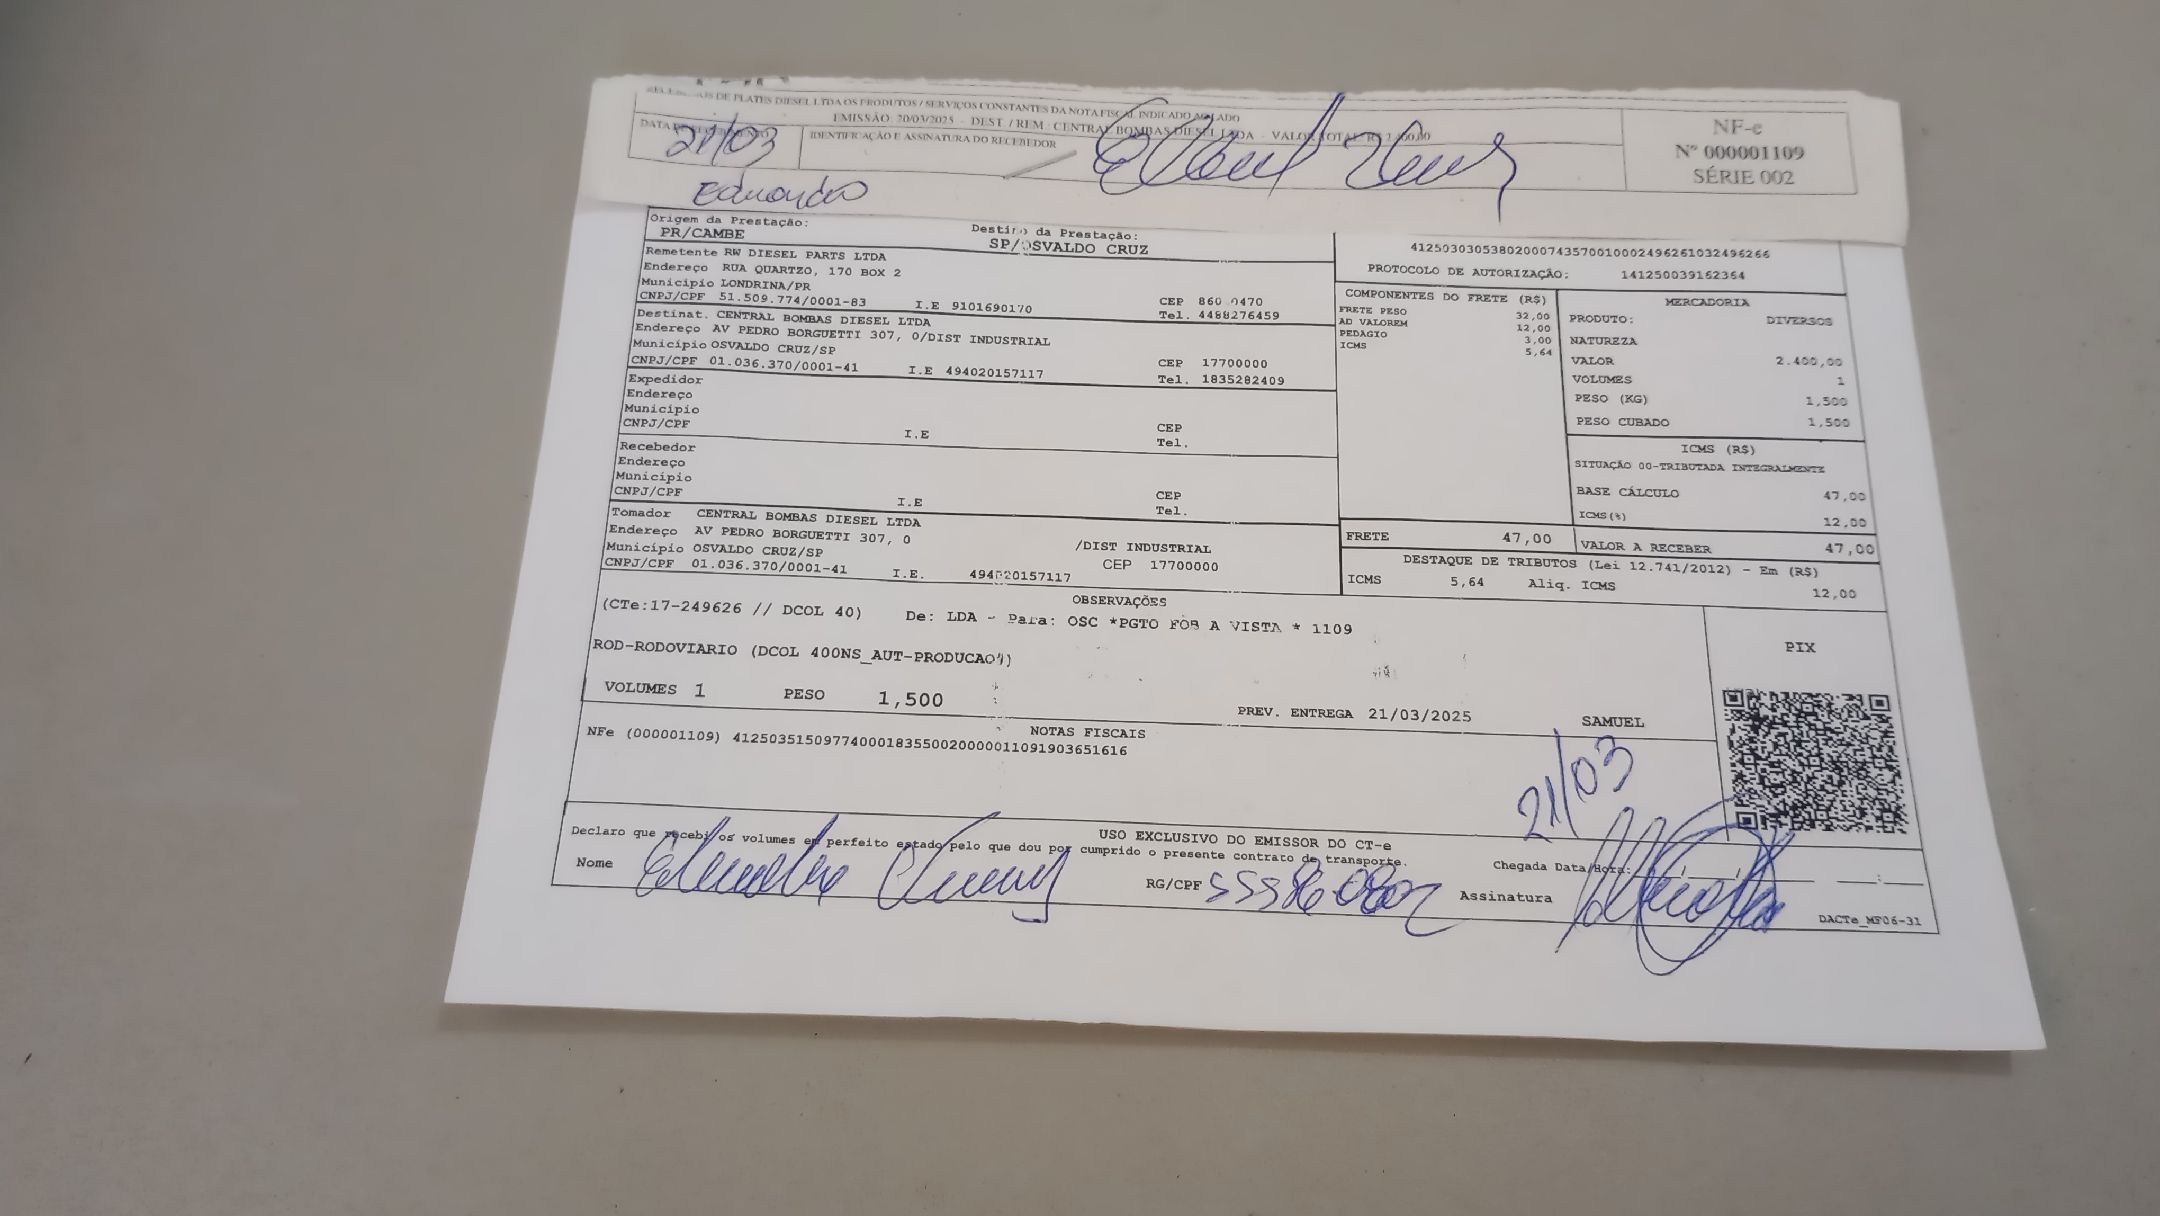 DE PLATES DIESEL LTDA OS PRODUTOS / SERVIÇOS CONSTANTES DA NOTA FISCAL INDICADO AO LADO
EMISSÃO: 20/03/2025 - DEST. / REM.: CENTRAL BOMBAS DIESEL LTDA - VALOR TOTAL: R$
DATA DE RECEBIMENTO
21/03
IDENTIFICAÇÃO E ASSINATURA DO RECEBEDOR
NF-e
Nº 000001109
SÉRIE 002
Eduardo
Origem da Prestação:
PR/CAMBE
Destino da Prestação:
SP/OSVALDO CRUZ
41250303053802000743570010002496261032496266
PROTOCOLO DE AUTORIZAÇÃO: 141250039162364
Remetente RW DIESEL PARTS LTDA
Endereço RUA QUARTZO, 170 BOX 2
Município LONDRINA/PR
CEP 860 0470
CNPJ/CPF 51.509.774/0001-83 I.E 9101690170 Tel. 4488276459
Destinat. CENTRAL BOMBAS DIESEL LTDA
Endereço AV PEDRO BORGUETTI 307, 0/DIST INDUSTRIAL
Município OSVALDO CRUZ/SP CEP 17700000
CNPJ/CPF 01.036.370/0001-41 I.E 494020157117 Tel. 1835282409
Expedidor
Endereço
Município CEP
CNPJ/CPF I.E Tel.
Recebedor
Endereço
Município CEP
CNPJ/CPF I.E Tel.
Tomador CENTRAL BOMBAS DIESEL LTDA
Endereço AV PEDRO BORGUETTI 307, 0 /DIST INDUSTRIAL
Município OSVALDO CRUZ/SP CEP 17700000
CNPJ/CPF 01.036.370/0001-41 I.E. 494020157117
COMPONENTES DO FRETE (R$)
FRETE PESO 32,00
AD VALOREM 12,00
PEDAGIO 3,00
ICMS 5,64
MERCADORIA
PRODUTO: DIVERSOS
NATUREZA
VALOR 2.400,00
VOLUMES 1
PESO (KG) 1,500
PESO CUBADO 1,500
ICMS (R$)
SITUAÇÃO 00-TRIBUTADA INTEGRALMENTE
BASE CÁLCULO 47,00
ICMS(%) 12,00
FRETE 47,00
VALOR A RECEBER 47,00
DESTAQUE DE TRIBUTOS (Lei 12.741/2012) - Em (R$)
ICMS 5,64 Aliq. ICMS 12,00
OBSERVAÇÕES
(CTe:17-249626 // DCOL 40) De: LDA - Para: OSC *PGTO FOB A VISTA * 1109
ROD-RODOVIARIO (DCOL 400NS_AUT-PRODUCAO')
PIX
VOLUMES 1 PESO 1,500 PREV. ENTREGA 21/03/2025 SAMUEL
NOTAS FISCAIS
NFe (000001109) 41250351509774000183550020000011091903651616
21/03
USO EXCLUSIVO DO EMISSOR DO CT-e
Declaro que recebi os volumes em perfeito estado pelo que dou por cumprido o presente contrato de transporte.
Chegada Data/Hora:
Nome
RG/CPF
Assinatura
DACTe_MF06-31